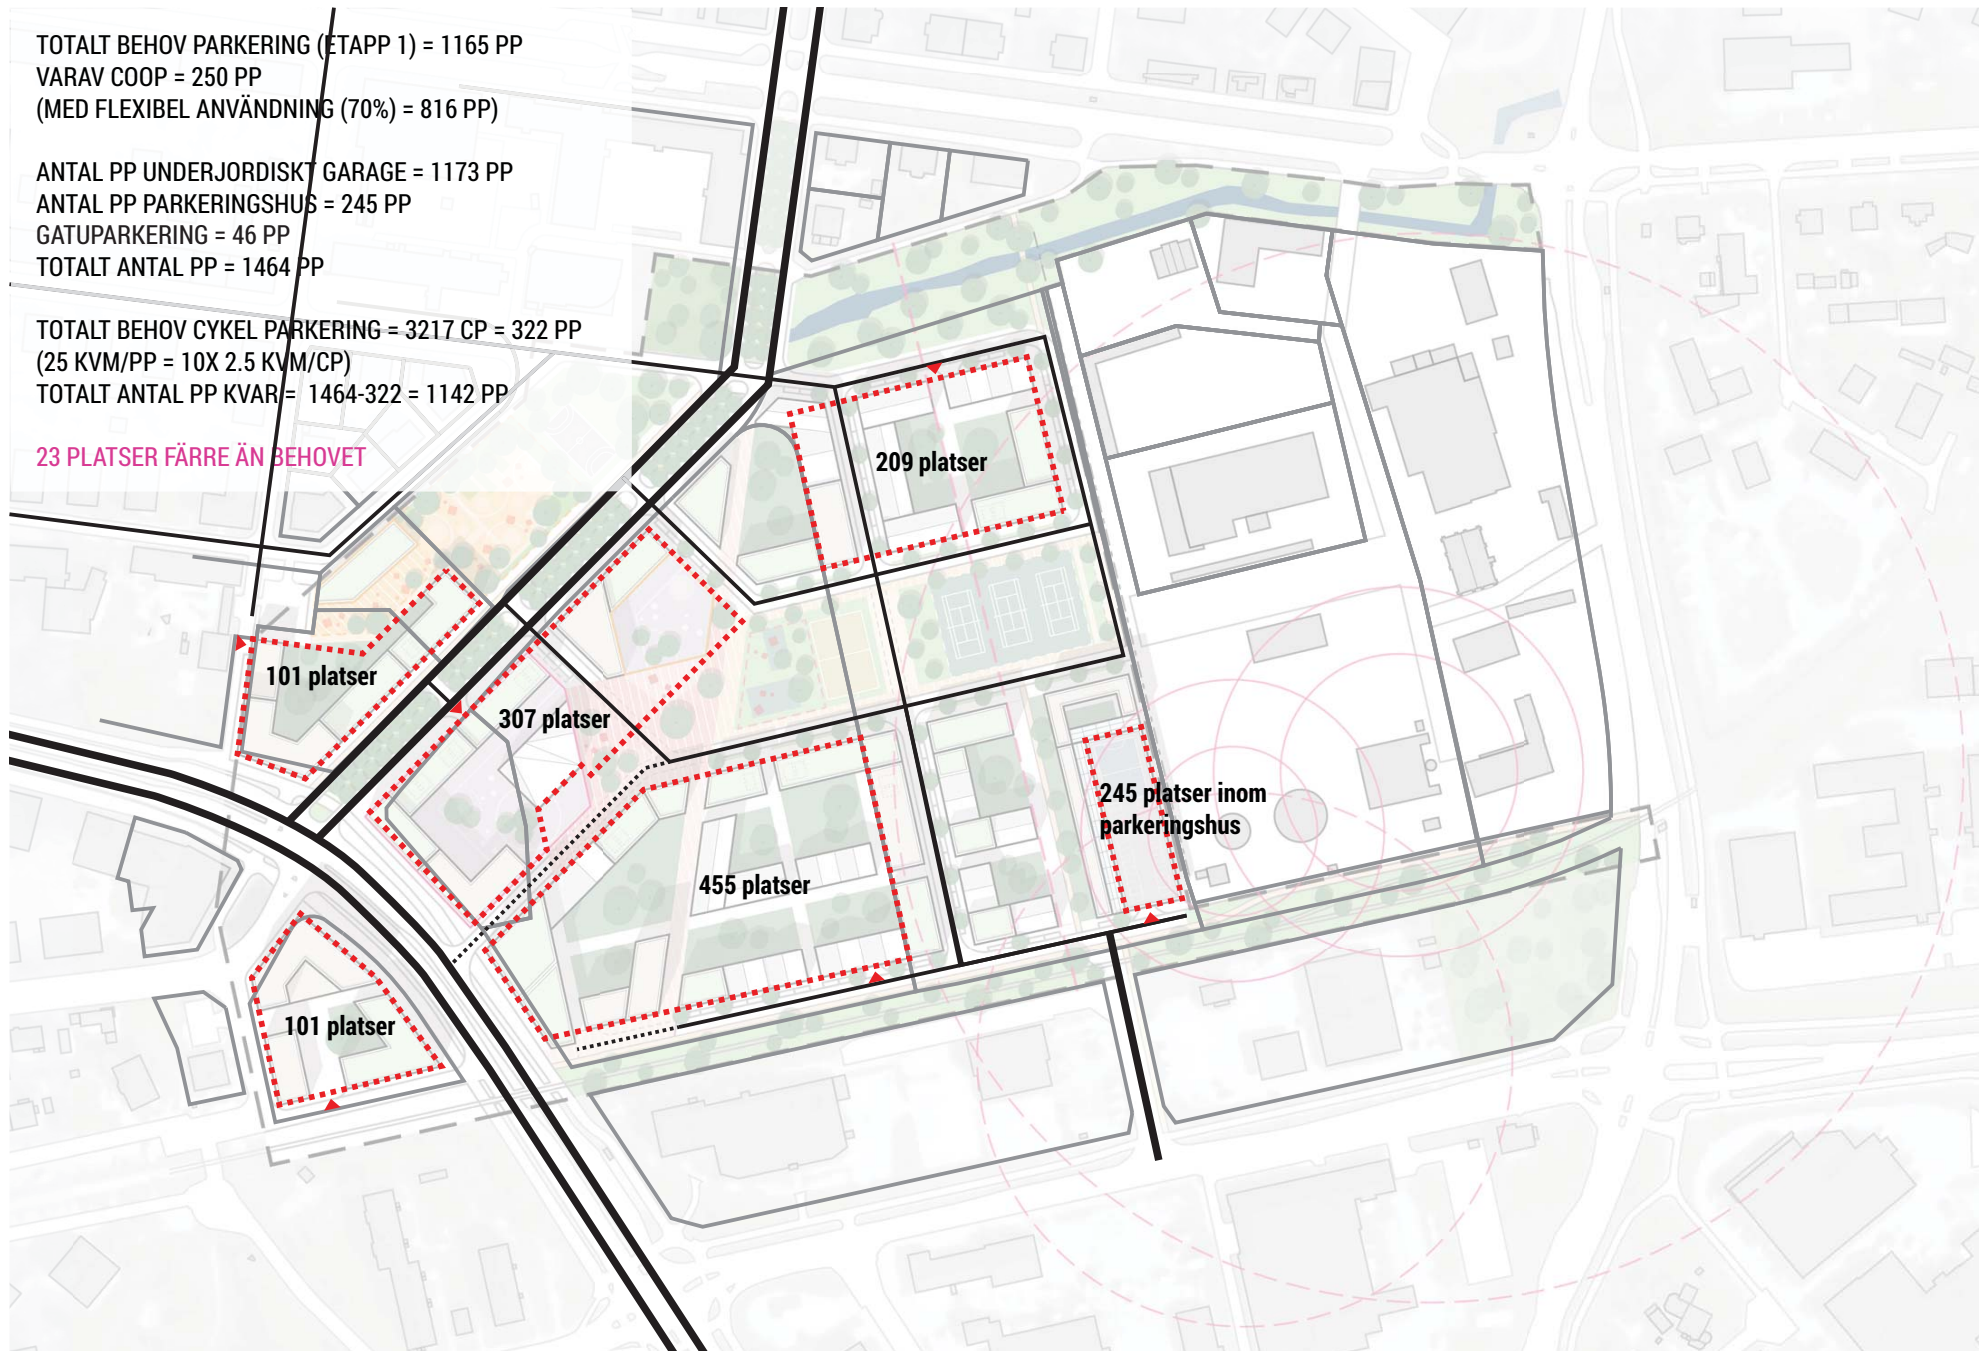 TOTALT BEHOV PARKERING (ETAPP 1) = 1165 PP
VARAV COOP = 250 PP
(MED FLEXIBEL ANVÄNDNING (70%) = 816 PP)
ANTAL PP UNDERJORDISKT GARAGE = 1173 PP
ANTAL PP PARKERINGSHUS = 245 PP
GATUPARKERING = 46 PP
TOTALT ANTAL PP = 1464 PP
TOTALT BEHOV CYKEL PARKERING = 3217 CP = 322 PP
(25 KVM/PP = 10X 2.5 KVM/CP)
TOTALT ANTAL PP KVAR = 1464-322 = 1142 PP
23 PLATSER FÄRRE ÄN BEHOVET
209 platser
101 platser
307 platser
245 platser inom
parkeringshus
455 platser
101 platser